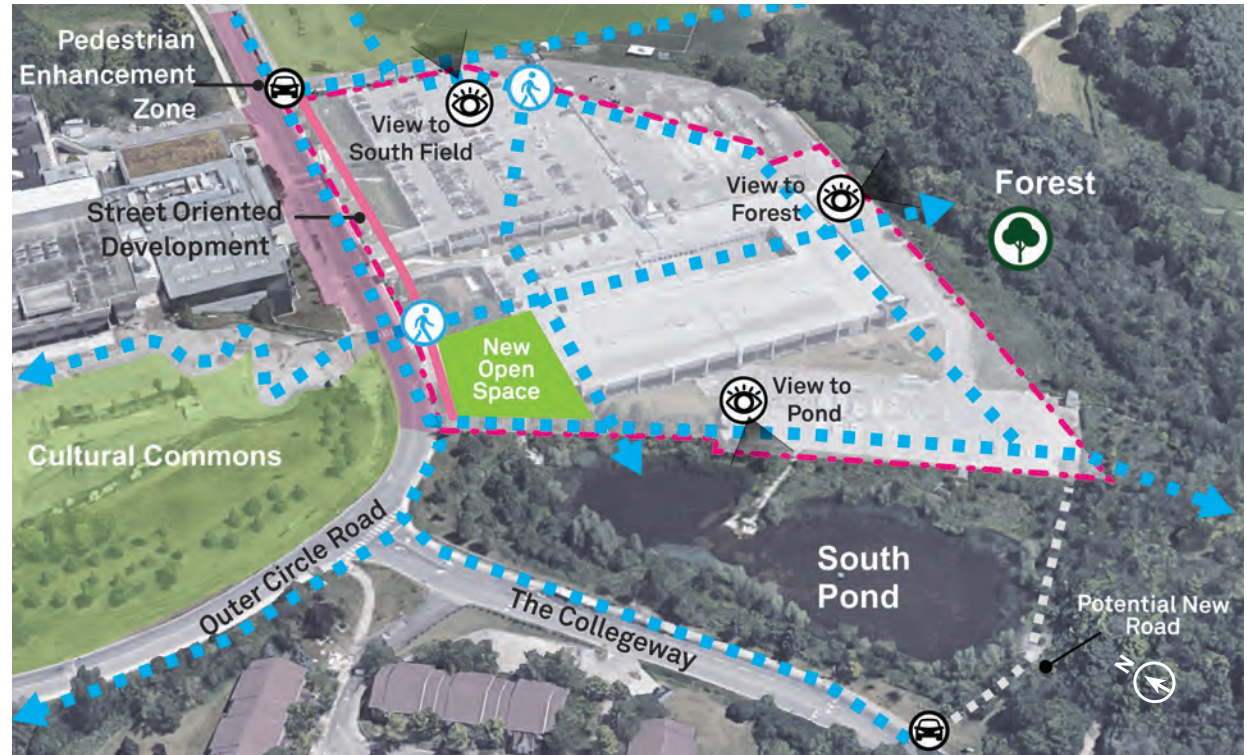 Pedestrian
Enhancement
Zone
View to
South Field
View to
Forest
Forest
Street Oriented
Development
New
Open
Space
View to
Pond
Cultural Commons
Outer Circle Road
The Collegeway
South
Pond
Potential New
Road
N